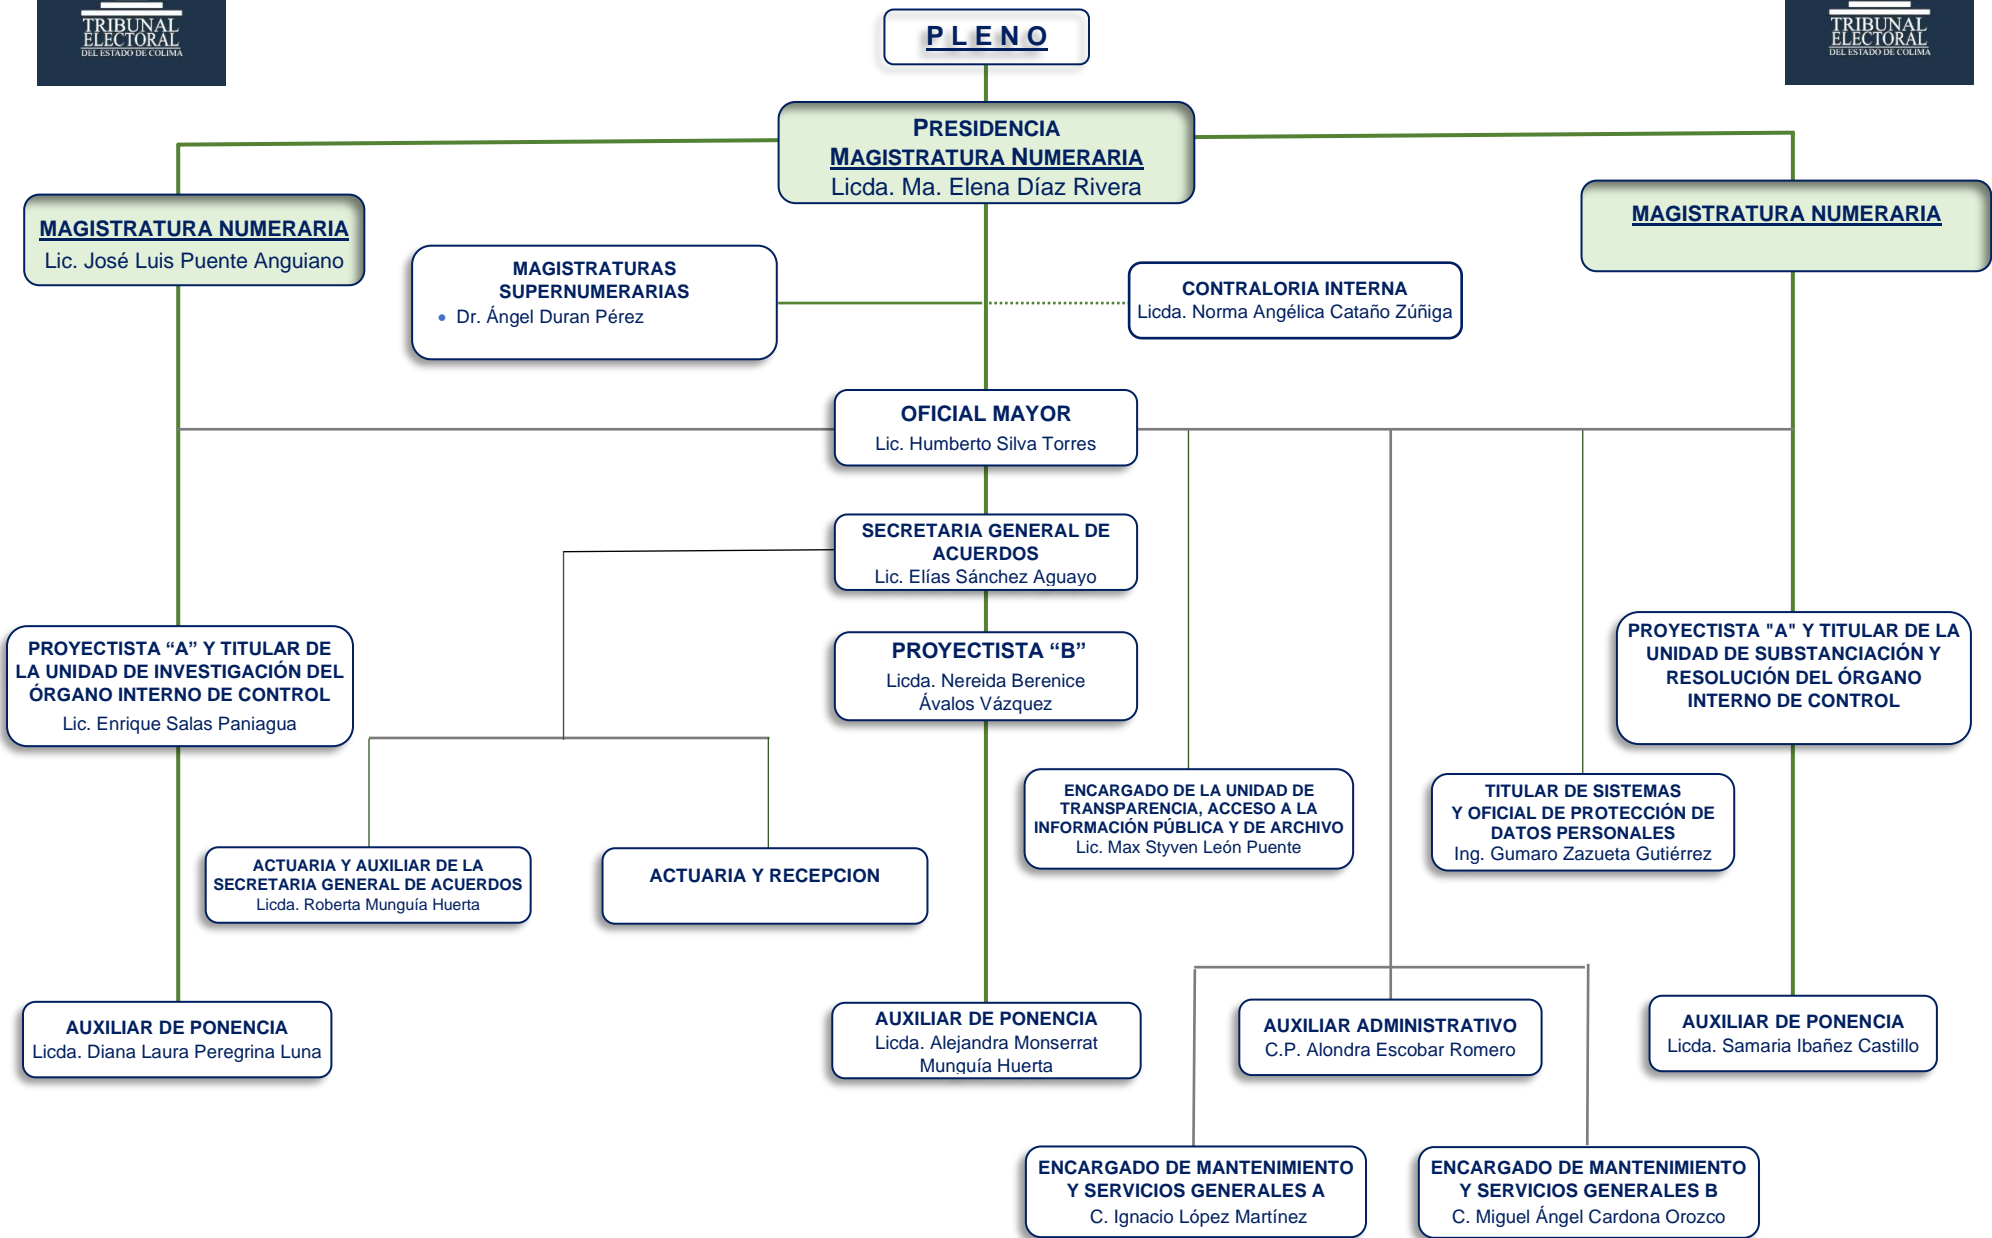 TRIBUNAL
ELECTORAL
DEL ESTADO DE COLIMA
PLENO
TRIBUNAL
ELECTORAL
DEL ESTADO DE COLIMA
PRESIDENCIA
MAGISTRATURA NUMERARIA
Licda. Ma. Elena Díaz Rivera
MAGISTRATURA NUMERARIA
Lic. José Luis Puente Anguiano
MAGISTRATURA NUMERARIA
MAGISTRATURAS
SUPERNUMERARIAS
• Dr. Ángel Duran Pérez
CONTRALORIA INTERNA
Licda. Norma Angélica Cataño Zúñiga
OFICIAL MAYOR
Lic. Humberto Silva Torres
SECRETARIA GENERAL DE
ACUERDOS
Lic. Elías Sánchez Aguayo
PROYECTISTA “A” Y TITULAR DE
LA UNIDAD DE INVESTIGACIÓN DEL
ÓRGANO INTERNO DE CONTROL
Lic. Enrique Salas Paniagua
PROYECTISTA “B”
Licda. Nereida Berenice
Ávalos Vázquez
PROYECTISTA "A" Y TITULAR DE LA
UNIDAD DE SUBSTANCIACIÓN Y
RESOLUCIÓN DEL ÓRGANO
INTERNO DE CONTROL
ENCARGADO DE LA UNIDAD DE
TRANSPARENCIA, ACCESO A LA
INFORMACIÓN PÚBLICA Y DE ARCHIVO
Lic. Max Styven León Puente
TITULAR DE SISTEMAS
Y OFICIAL DE PROTECCIÓN DE
DATOS PERSONALES
Ing. Gumaro Zazueta Gutiérrez
ACTUARIA Y AUXILIAR DE LA
SECRETARIA GENERAL DE ACUERDOS
Licda. Roberta Munguía Huerta
ACTUARIA Y RECEPCION
AUXILIAR DE PONENCIA
Licda. Diana Laura Peregrina Luna
AUXILIAR DE PONENCIA
Licda. Alejandra Monserrat
Munguía Huerta
AUXILIAR ADMINISTRATIVO
C.P. Alondra Escobar Romero
AUXILIAR DE PONENCIA
Licda. Samaria Ibañez Castillo
ENCARGADO DE MANTENIMIENTO
Y SERVICIOS GENERALES A
C. Ignacio López Martínez
ENCARGADO DE MANTENIMIENTO
Y SERVICIOS GENERALES B
C. Miguel Ángel Cardona Orozco